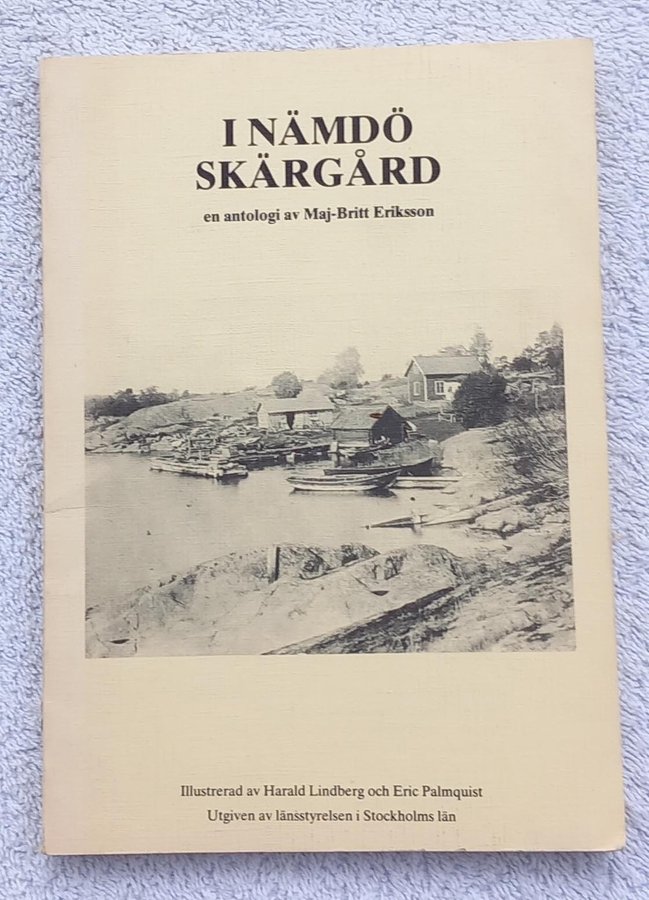 I NÄMDÖ
SKÄRGÅRD
en antologi av Maj-Britt Eriksson
Illustrerad av Harald Lindberg och Eric Palmquist
Utgiven av länsstyrelsen i Stockholms län